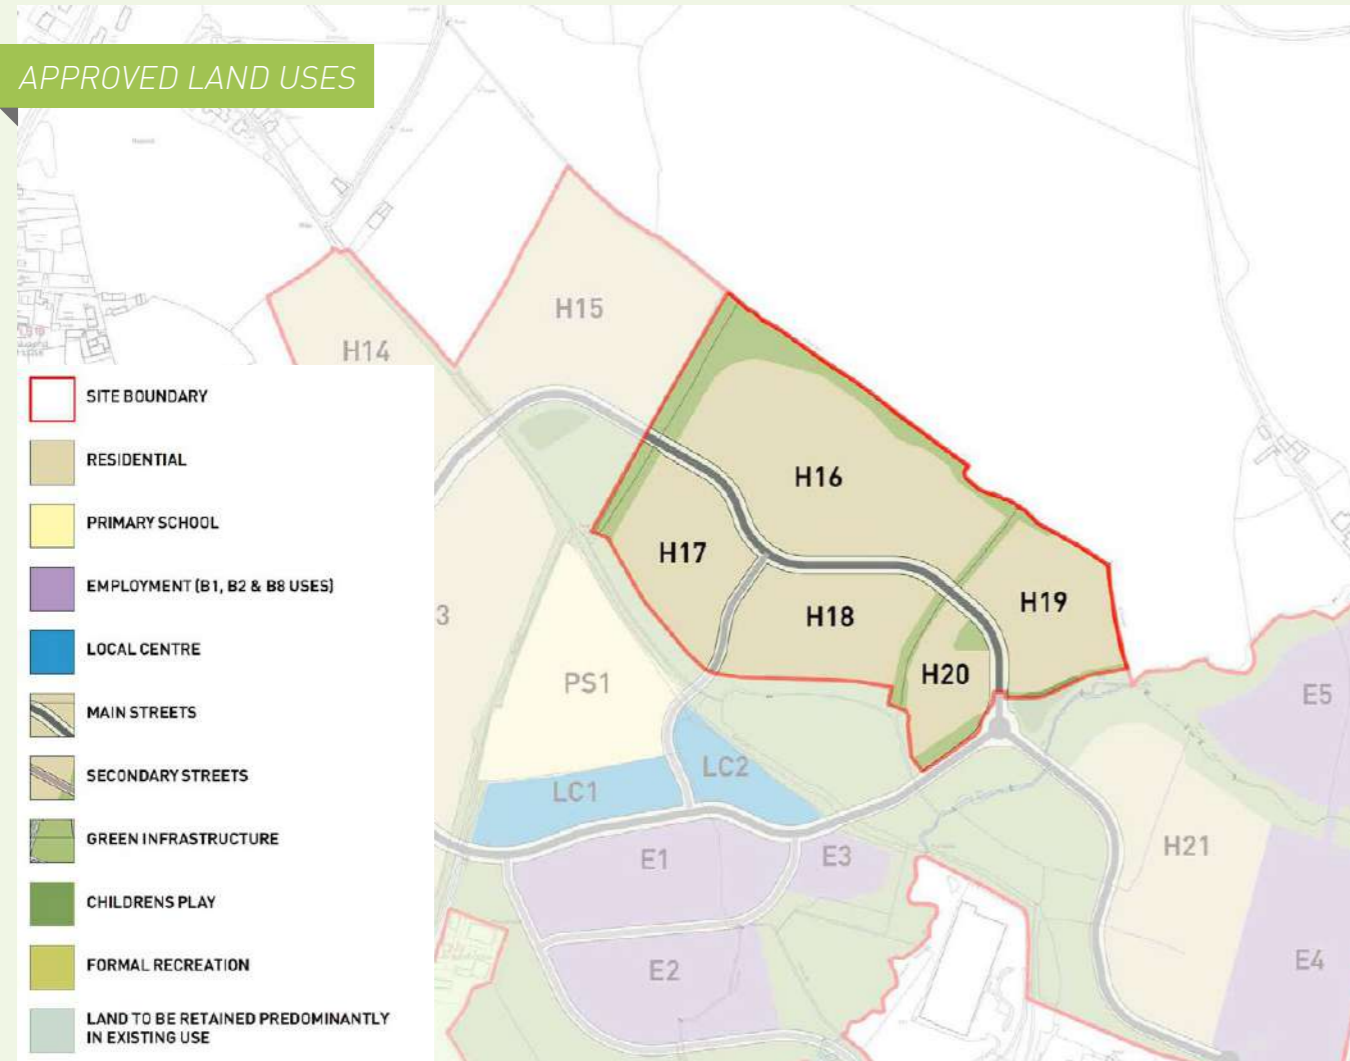 APPROVED LAND USES
H15
H14
H16
H17
H18
H19
H20
3
PS1
LC1
LC2
E1
E3
E2
E5
H21
E4
SITE BOUNDARY
RESIDENTIAL
PRIMARY SCHOOL
EMPLOYMENT (B1, B2 & B8 USES)
LOCAL CENTRE
MAIN STREETS
SECONDARY STREETS
GREEN INFRASTRUCTURE
CHILDRENS PLAY
FORMAL RECREATION
LAND TO BE RETAINED PREDOMINANTLY
IN EXISTING USE